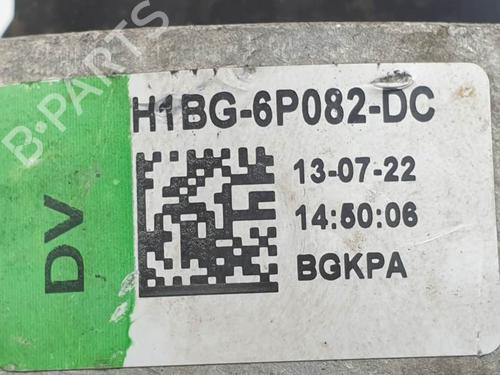 B-PARTS
H1BG-6P082-DC
13-07-22
14:50:06
BGKPA
DV